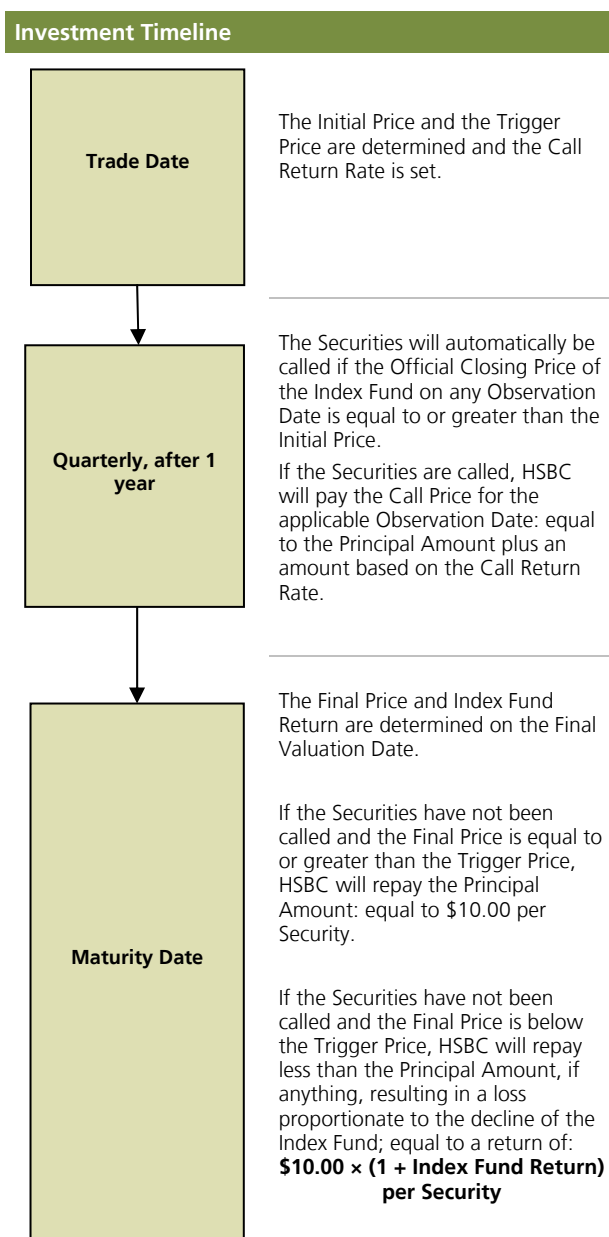 Investment Timeline
Trade Date
The Initial Price and the Trigger
Price are determined and the Call
Return Rate is set.
Quarterly, after 1
year
The Securities will automatically be
called if the Official Closing Price of
the Index Fund on any Observation
Date is equal to or greater than the
Initial Price.
If the Securities are called, HSBC
will pay the Call Price for the
applicable Observation Date: equal
to the Principal Amount plus an
amount based on the Call Return
Rate.
Maturity Date
The Final Price and Index Fund
Return are determined on the Final
Valuation Date.
If the Securities have not been
called and the Final Price is equal to
or greater than the Trigger Price,
HSBC will repay the Principal
Amount: equal to $10.00 per
Security.
If the Securities have not been
called and the Final Price is below
the Trigger Price, HSBC will repay
less than the Principal Amount, if
anything, resulting in a loss
proportionate to the decline of the
Index Fund; equal to a return of:
$10.00 × (1 + Index Fund Return)
per Security